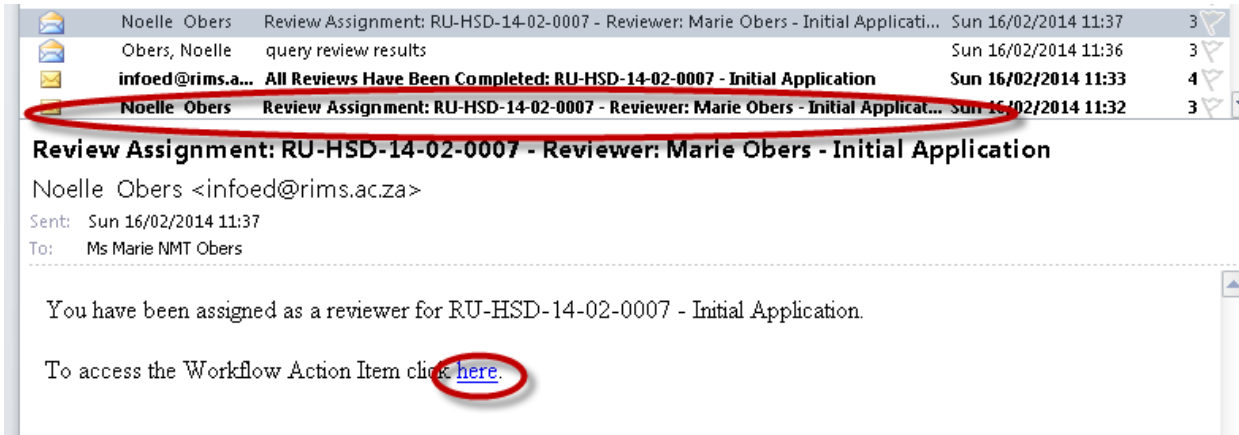 Noelle Obers Review Assignment: RU-HSD-14-02-0007 - Reviewer: Marie Obers - Initial Applicati... Sun 16/02/2014 11:37 3
Obers, Noelle query review results Sun 16/02/2014 11:36 3
infoed@rims.a... All Reviews Have Been Completed: RU-HSD-14-02-0007 - Initial Application Sun 16/02/2014 11:33 4
Noelle Obers Review Assignment: RU-HSD-14-02-0007 - Reviewer: Marie Obers - Initial Applicat... Sun 16/02/2014 11:32 3
Review Assignment: RU-HSD-14-02-0007 - Reviewer: Marie Obers - Initial Application
Noelle Obers <infoed@rims.ac.za>
Sent: Sun 16/02/2014 11:37
To: Ms Marie NMT Obers
You have been assigned as a reviewer for RU-HSD-14-02-0007 - Initial Application.
To access the Workflow Action Item click here.